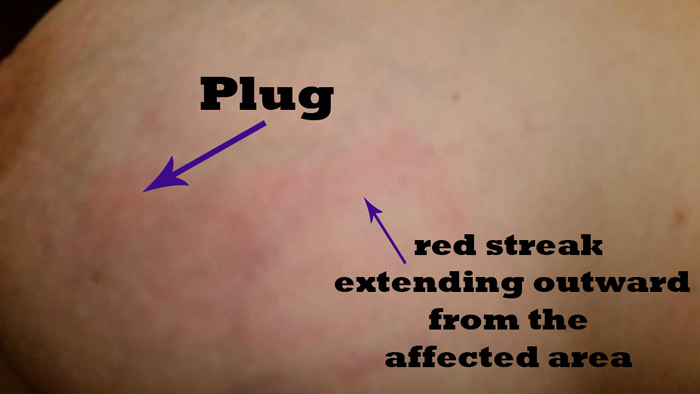 Plug
red streak
extending outward
from the
affected area